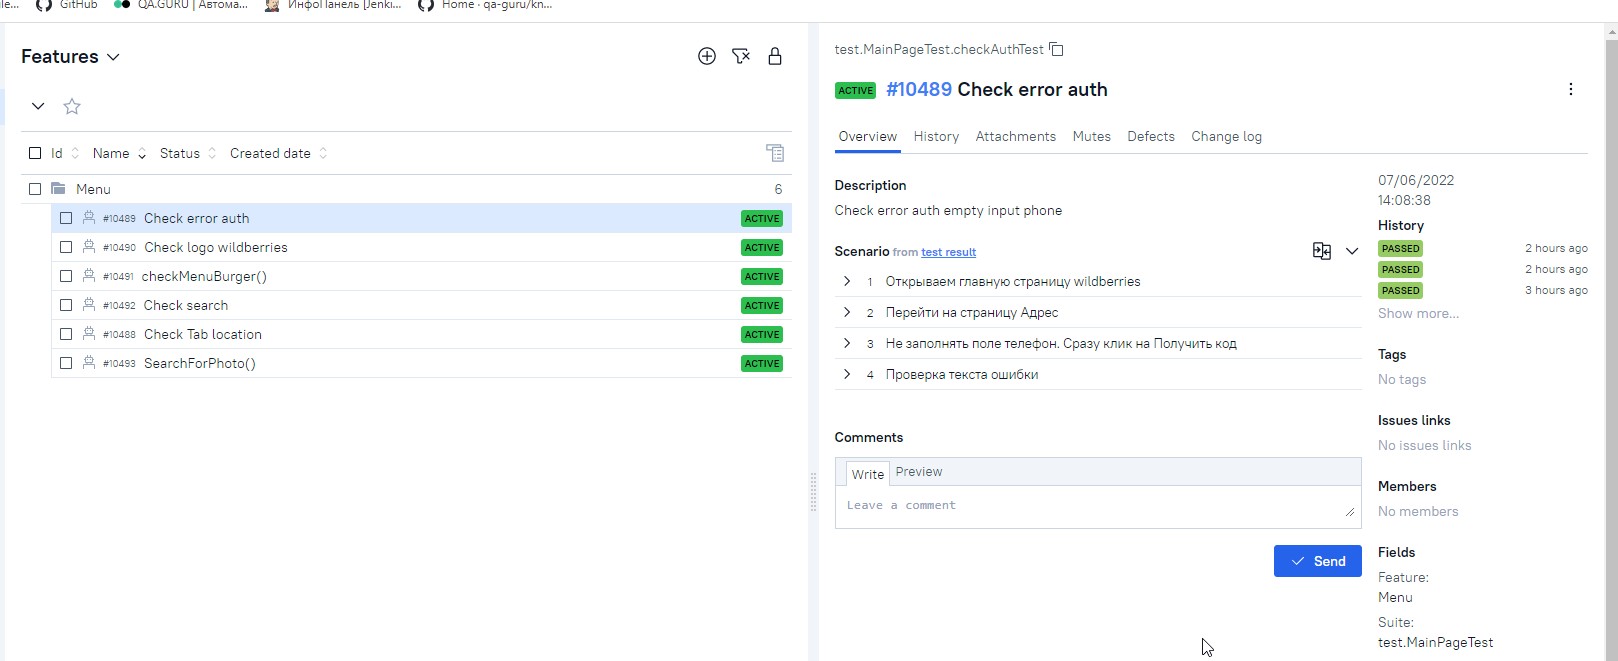 GitHub QA.GURU | Автома... ИнфоПанель [Jenki... Home · qa-guru/kn...
Features
Id Name Status Created date
Menu 6
#10489 Check error auth ACTIVE
#10490 Check logo wildberries ACTIVE
#10491 checkMenuBurger() ACTIVE
#10492 Check search ACTIVE
#10488 Check Tab location ACTIVE
#10493 SearchForPhoto() ACTIVE
test.MainPageTest.checkAuthTest
ACTIVE #10489 Check error auth
Overview History Attachments Mutes Defects Change log
Description
Check error auth empty input phone
Scenario from test result
1 Открываем главную страницу wildberries
2 Перейти на страницу Адрес
3 Не заполнять поле телефон. Сразу клик на Получить код
4 Проверка текста ошибки
Comments
Write Preview
Leave a comment
Send
07/06/2022
14:08:38
History
PASSED 2 hours ago
PASSED 2 hours ago
PASSED 3 hours ago
Show more...
Tags
No tags
Issues links
No issues links
Members
No members
Fields
Feature:
Menu
Suite:
test.MainPageTest